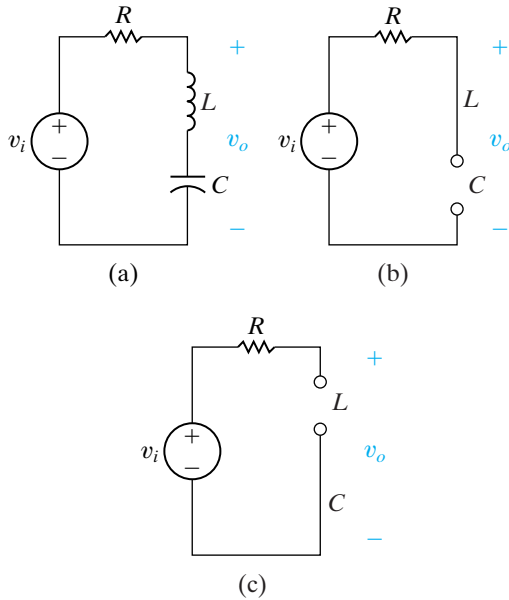 R
+
L
v_i
+
−
v_o
C
−
(a)
R
+
L
v_i
+
−
v_o
C
−
(b)
R
+
L
v_i
+
−
v_o
C
−
(c)